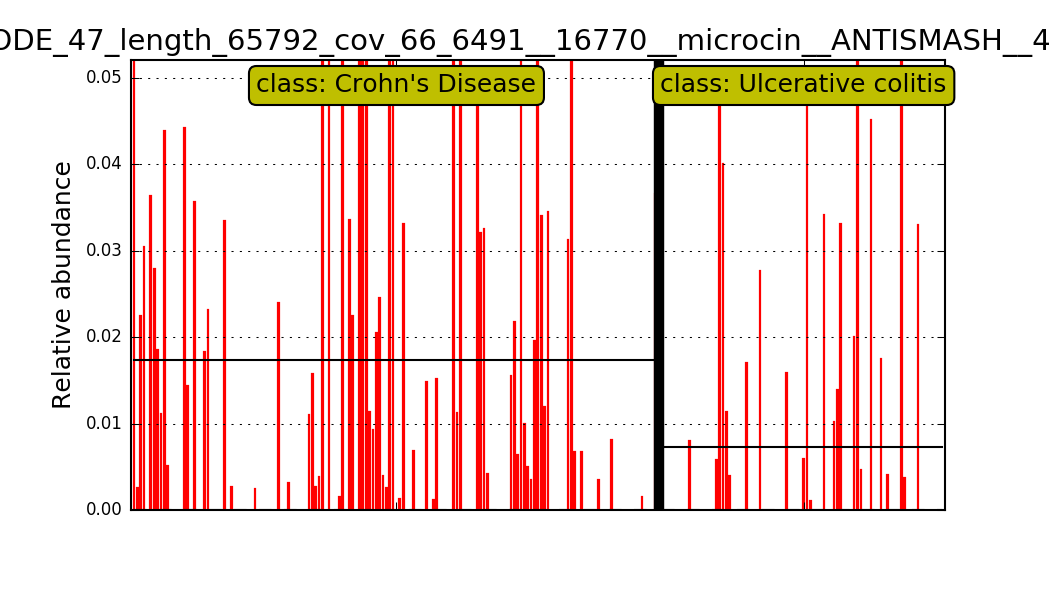 ODE_47_length_65792_cov_66_6491__16770__microcin__ANTISMASH__4
class: Crohn's Disease
class: Ulcerative colitis
Relative abundance
0.05
0.04
0.03
0.02
0.01
0.00